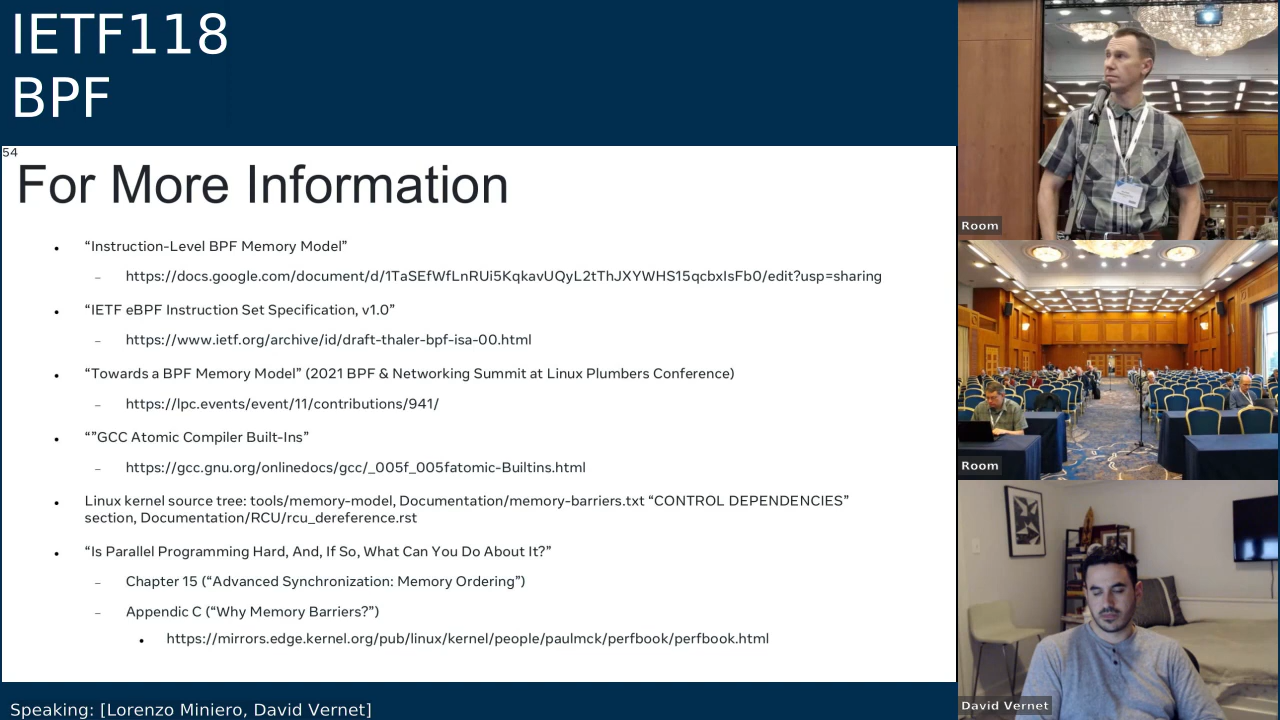 IETF118
BPF
54
For More Information
• “Instruction-Level BPF Memory Model”
– https://docs.google.com/document/d/1TaSEfWfLnRUi5KqkavUQyL2tThJXYWHS15qcbxIsFb0/edit?usp=sharing
• “IETF eBPF Instruction Set Specification, v1.0”
– https://www.ietf.org/archive/id/draft-thaler-bpf-isa-00.html
• “Towards a BPF Memory Model” (2021 BPF & Networking Summit at Linux Plumbers Conference)
– https://lpc.events/event/11/contributions/941/
• “”GCC Atomic Compiler Built-Ins”
– https://gcc.gnu.org/onlinedocs/gcc/_005f_005fatomic-Builtins.html
• Linux kernel source tree: tools/memory-model, Documentation/memory-barriers.txt “CONTROL DEPENDENCIES”
section, Documentation/RCU/rcu_dereference.rst
• “Is Parallel Programming Hard, And, If So, What Can You Do About It?”
– Chapter 15 (“Advanced Synchronization: Memory Ordering”)
– Appendix C (“Why Memory Barriers?”)
• https://mirrors.edge.kernel.org/pub/linux/kernel/people/paulmck/perfbook/perfbook.html
Speaking: [Lorenzo Miniero, David Vernet]
Room
Room
David Vernet